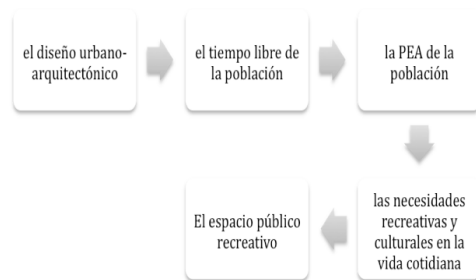 el diseño urbano-
arquitectónico
el tiempo libre de
la población
la PEA de la
población
las necesidades
recreativas y
culturales en la
vida cotidiana
El espacio público
recreativo